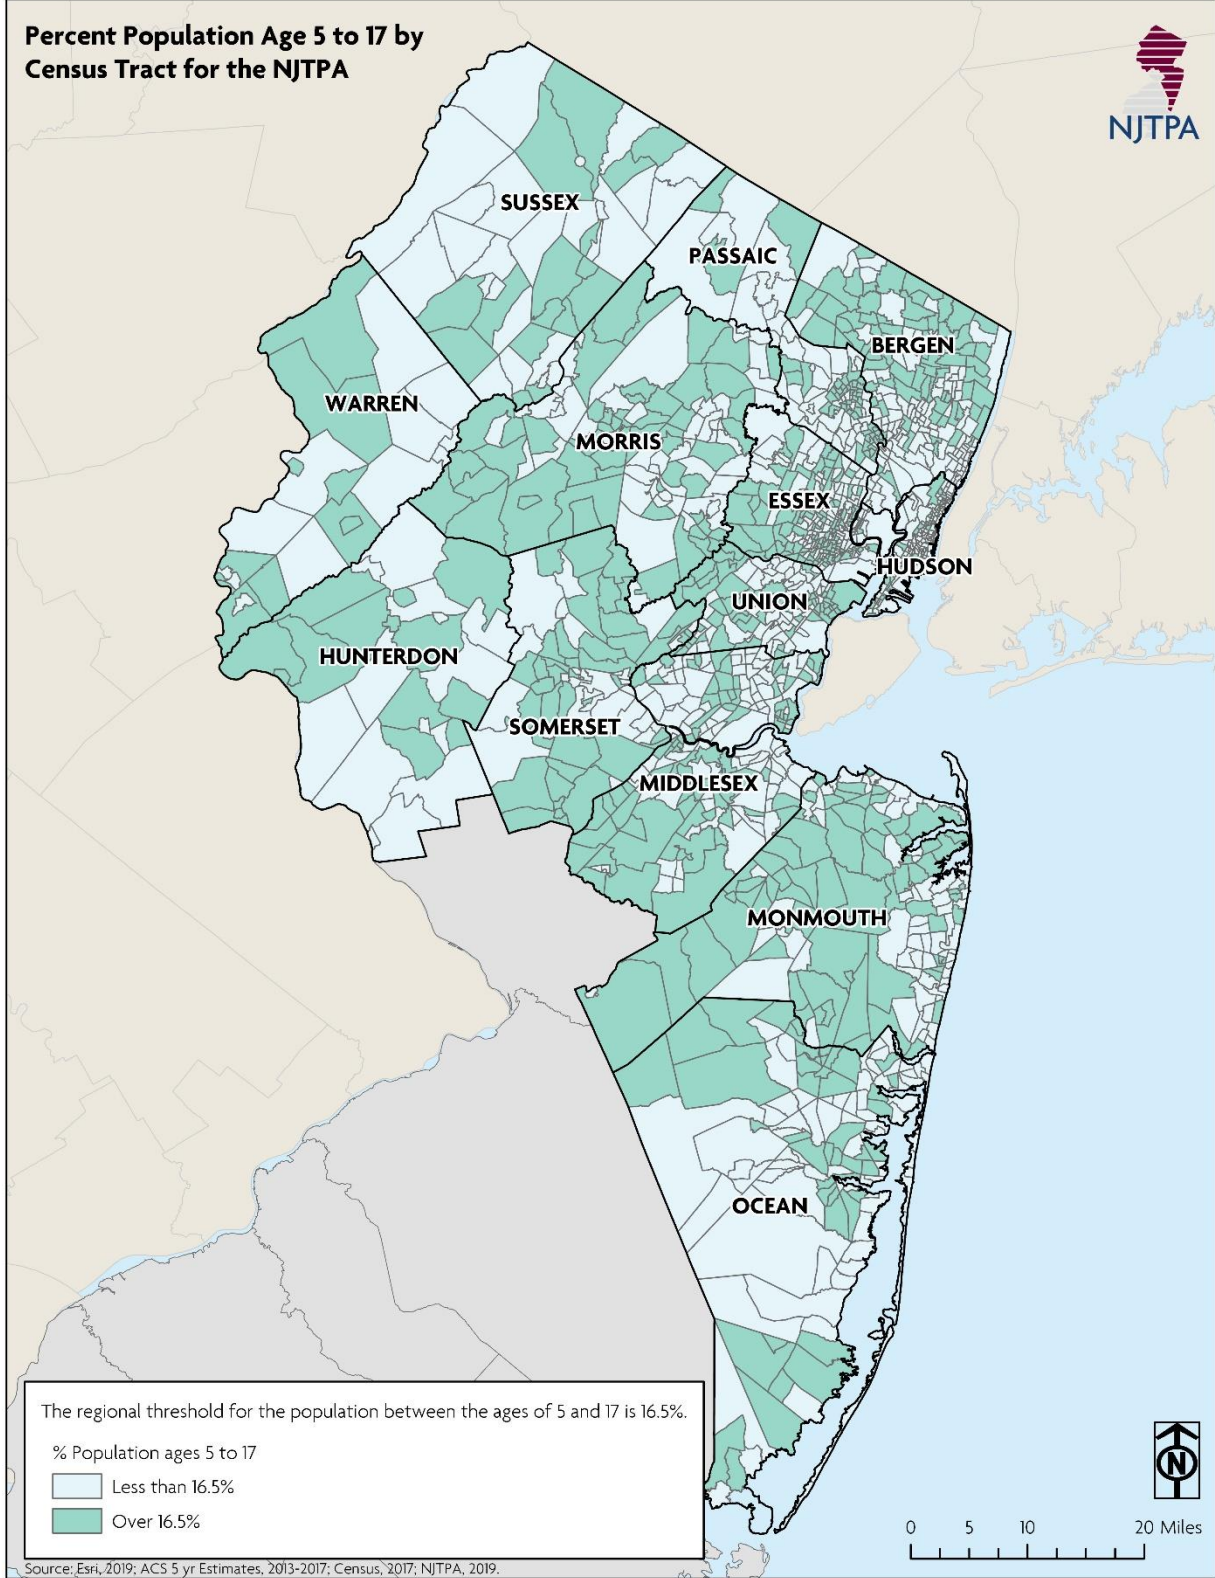 Percent Population Age 5 to 17 by
Census Tract for the NJTPA
NJTPA
SUSSEX
PASSAIC
BERGEN
WARREN
MORRIS
ESSEX
HUDSON
UNION
HUNTERDON
SOMERSET
MIDDLESEX
MONMOUTH
OCEAN
The regional threshold for the population between the ages of 5 and 17 is 16.5%.
% Population ages 5 to 17
Less than 16.5%
Over 16.5%
N
0 5 10 20 Miles
Source: Esri, 2019; ACS 5 yr Estimates, 2013-2017; Census, 2017; NJTPA, 2019.